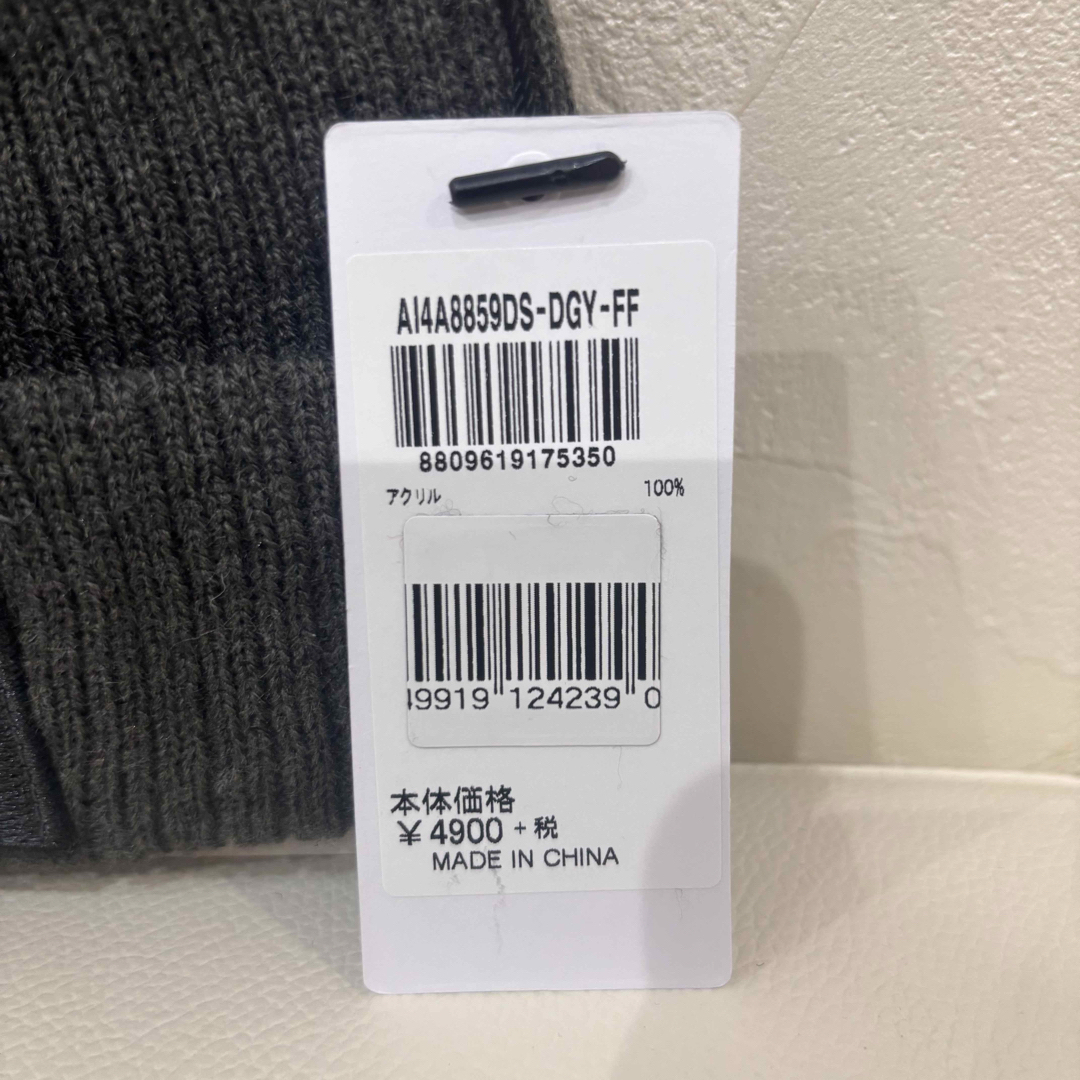 AI4A8859DS-DGY-FF
8809619175350
アクリル 100%
49919 124239 0
本体価格
¥4900+税
MADE IN CHINA